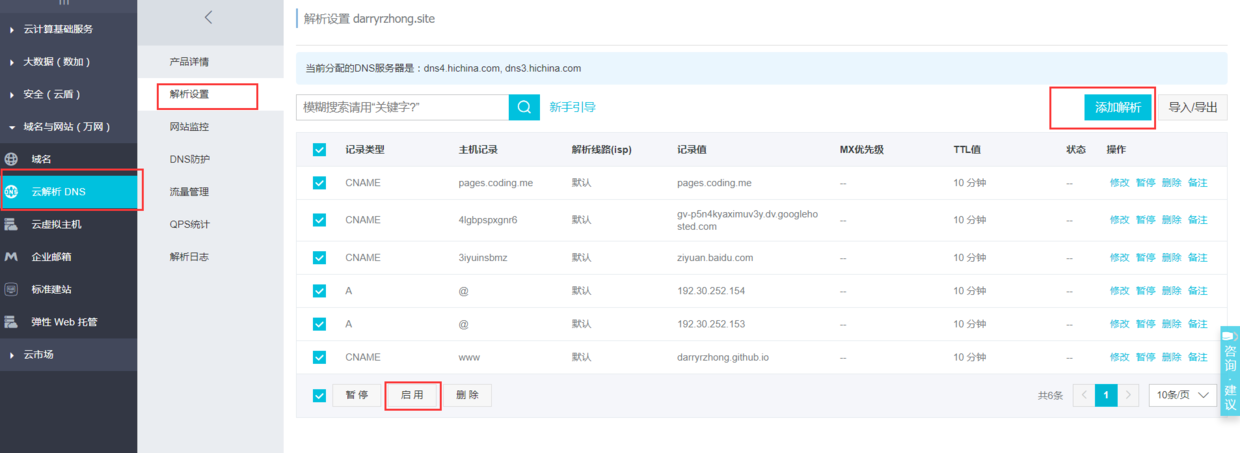 云计算基础服务
大数据（数加）
安全（云盾）
域名与网站（万网）
域名
云解析 DNS
云虚拟主机
企业邮箱
标准建站
弹性 Web 托管
云市场
产品详情
解析设置
网站监控
DNS防护
流量管理
QPS统计
解析日志
解析设置 darryrzhong.site
当前分配的DNS服务器是：dns4.hichina.com, dns3.hichina.com
模糊搜索请用"关键字?"
新手引导
添加解析
导入/导出
记录类型 主机记录 解析线路(isp) 记录值 MX优先级 TTL值 状态 操作
CNAME pages.coding.me 默认 pages.coding.me -- 10 分钟 -- 修改 暂停 删除 备注
CNAME 4lgbpspxgnr6 默认 gv-p5n4kyaximuv3y.dv.googleho
sted.com -- 10 分钟 -- 修改 暂停 删除 备注
CNAME 3iyuinsbmz 默认 ziyuan.baidu.com -- 10 分钟 -- 修改 暂停 删除 备注
A @ 默认 192.30.252.154 -- 10 分钟 -- 修改 暂停 删除 备注
A @ 默认 192.30.252.153 -- 10 分钟 -- 修改 暂停 删除 备注
CNAME www 默认 darryrzhong.github.io -- 10 分钟 -- 修改 暂停 删除 备注
暂停 启用 删除 共6条 1 10条/页
咨询·建议